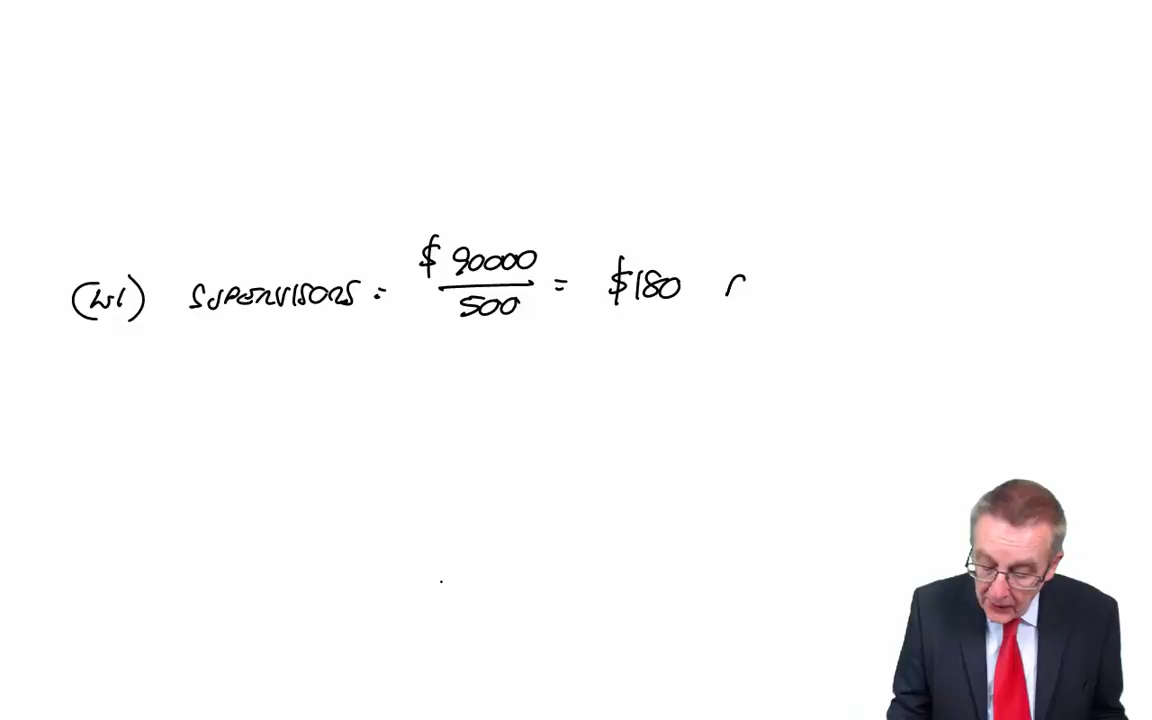 (W1) SUPERVISORS = $90000 / 500 = $180